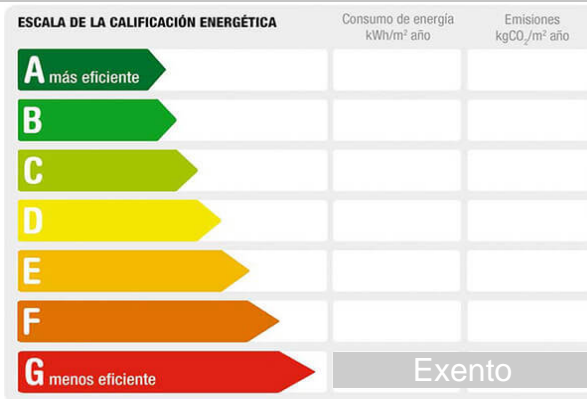 ESCALA DE LA CALIFICACIÓN ENERGÉTICA
Consumo de energía
kWh/m² año
Emisiones
kgCO₂/m² año
A más eficiente
B
C
D
E
F
G menos eficiente
Exento